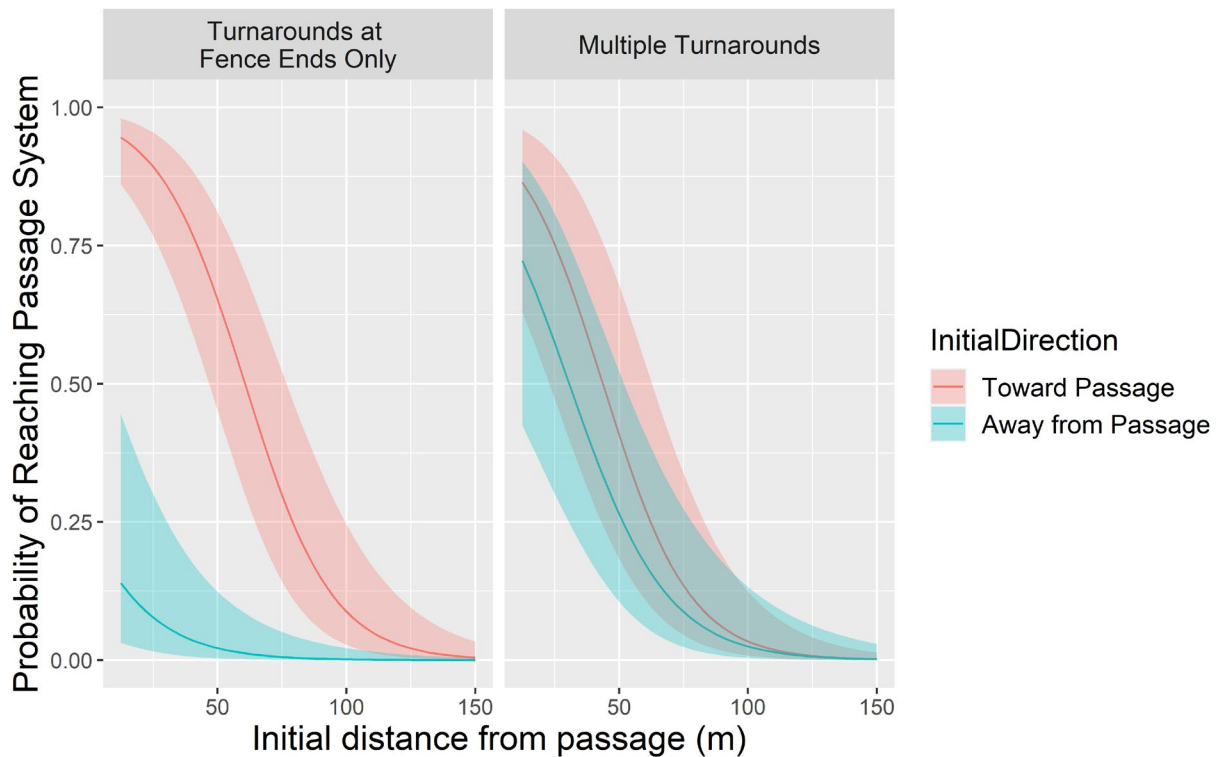 Turnarounds at
Fence Ends Only
Multiple Turnarounds
Probability of Reaching Passage System
1.00
0.75
0.50
0.25
0.00
50
100
150
50
100
150
Initial distance from passage (m)
InitialDirection
Toward Passage
Away from Passage